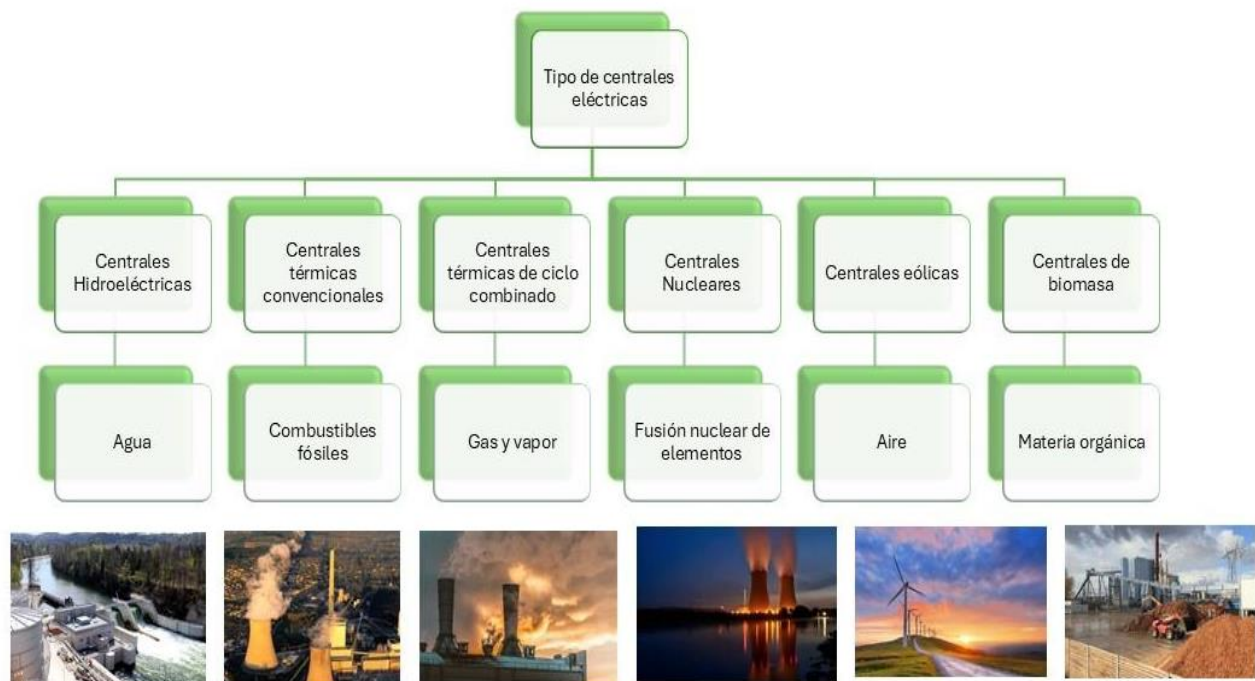 Tipo de centrales
eléctricas
Centrales
Hidroeléctricas
Centrales
térmicas
convencionales
Centrales
térmicas de ciclo
combinado
Centrales
Nucleares
Centrales eólicas
Centrales de
biomasa
Agua
Combustibles
fósiles
Gas y vapor
Fusión nuclear de
elementos
Aire
Materia orgánica